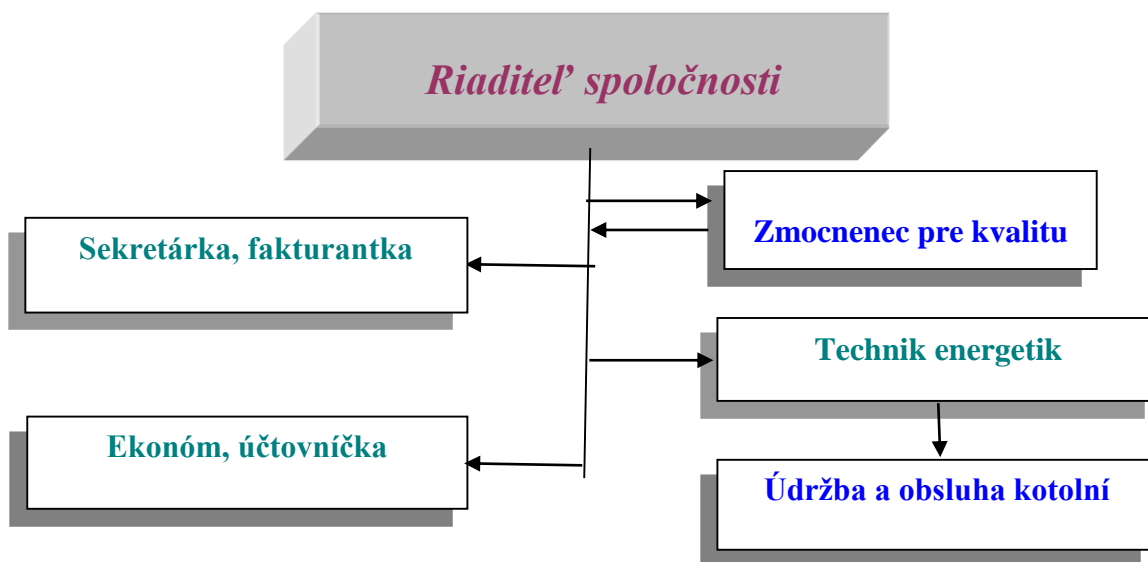 Riaditeľ spoločnosti
Zmocnenec pre kvalitu
Sekretárka, fakturantka
Technik energetik
Ekonóm, účtovníčka
Údržba a obsluha kotolní